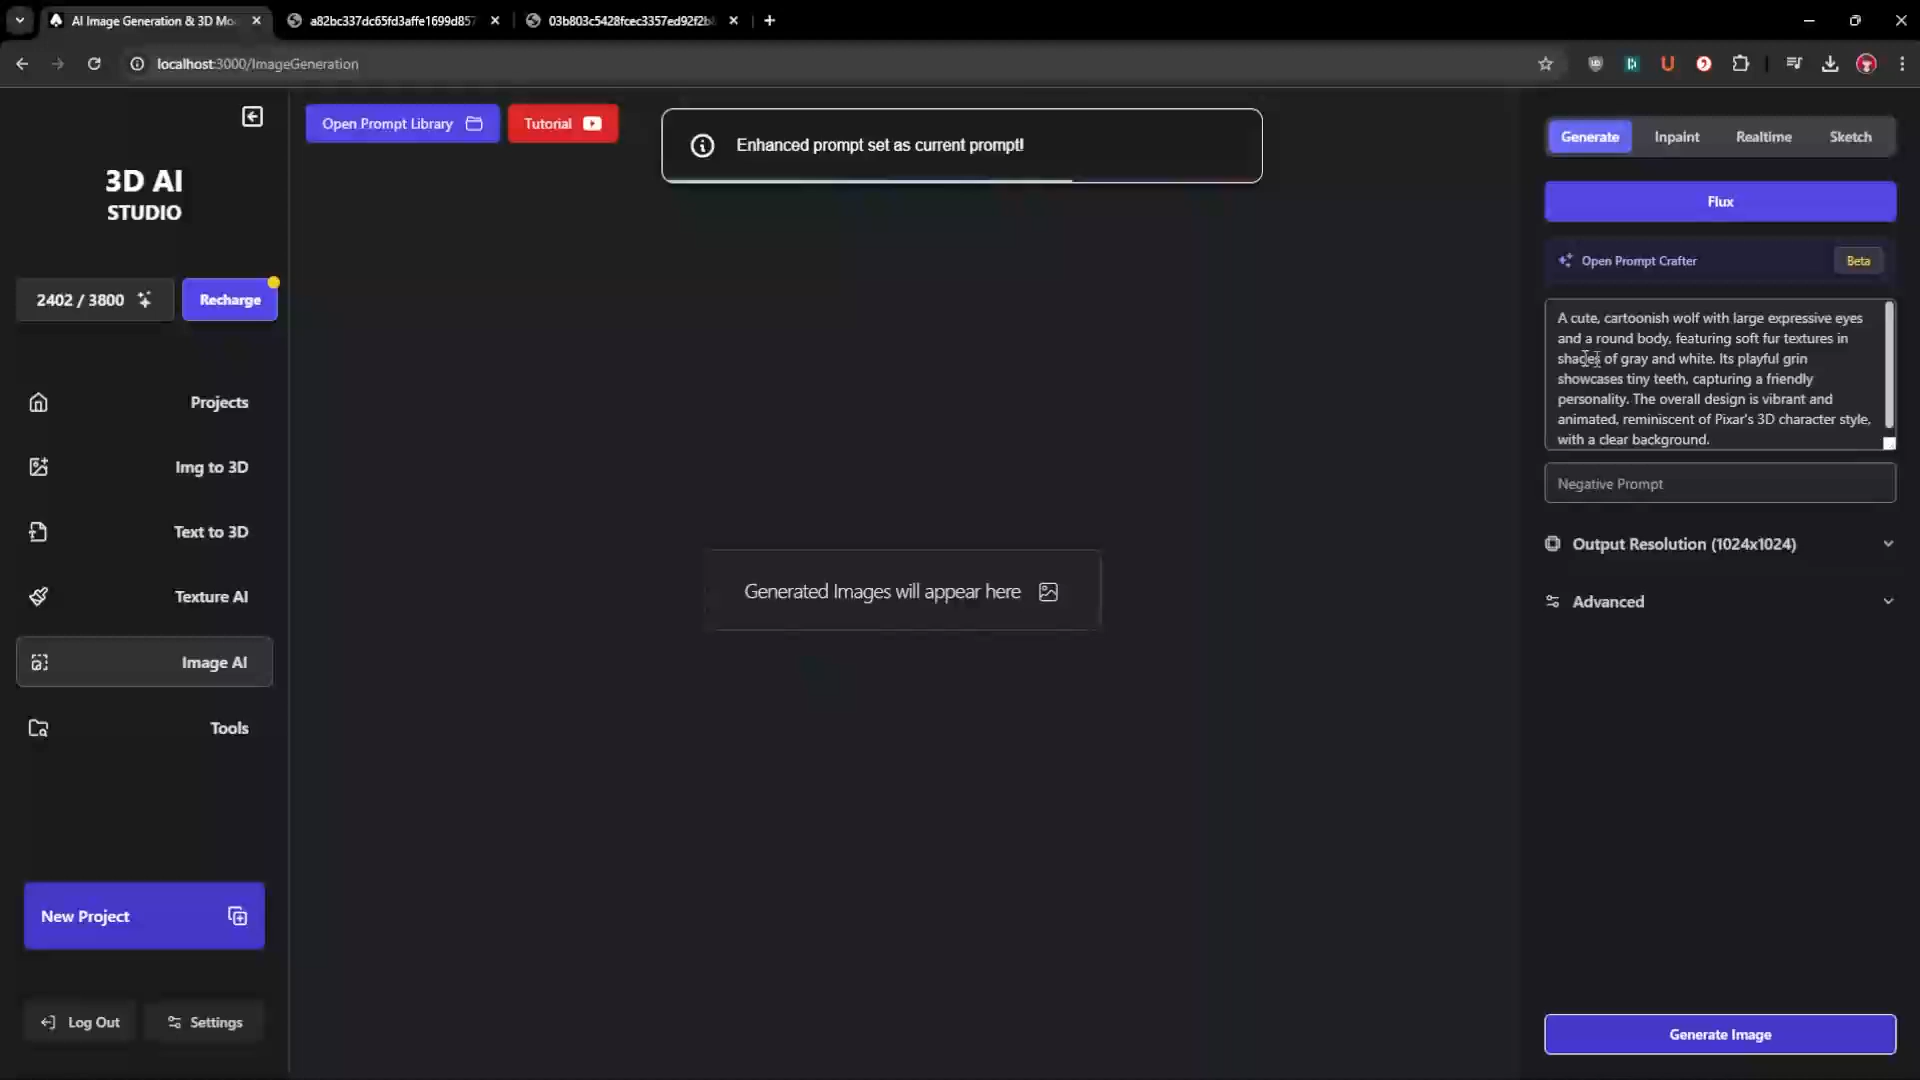 AI Image Generation & 3D Mo
a82bc337dc65fd3affe1699d857
03b803c5428fcec3357ed92f2b
localhost:3000/ImageGeneration
3D AI
STUDIO
2402 / 3800
Recharge
Projects
Img to 3D
Text to 3D
Texture AI
Image AI
Tools
New Project
Log Out
Settings
Open Prompt Library
Tutorial
Enhanced prompt set as current prompt!
Generated Images will appear here
Generate
Inpaint
Realtime
Sketch
Flux
Open Prompt Crafter
Beta
A cute, cartoonish wolf with large expressive eyes
and a round body, featuring soft fur textures in
shades of gray and white. Its playful grin
showcases tiny teeth, capturing a friendly
personality. The overall design is vibrant and
animated, reminiscent of Pixar's 3D character style,
with a clear background.
Negative Prompt
Output Resolution (1024x1024)
Advanced
Generate Image